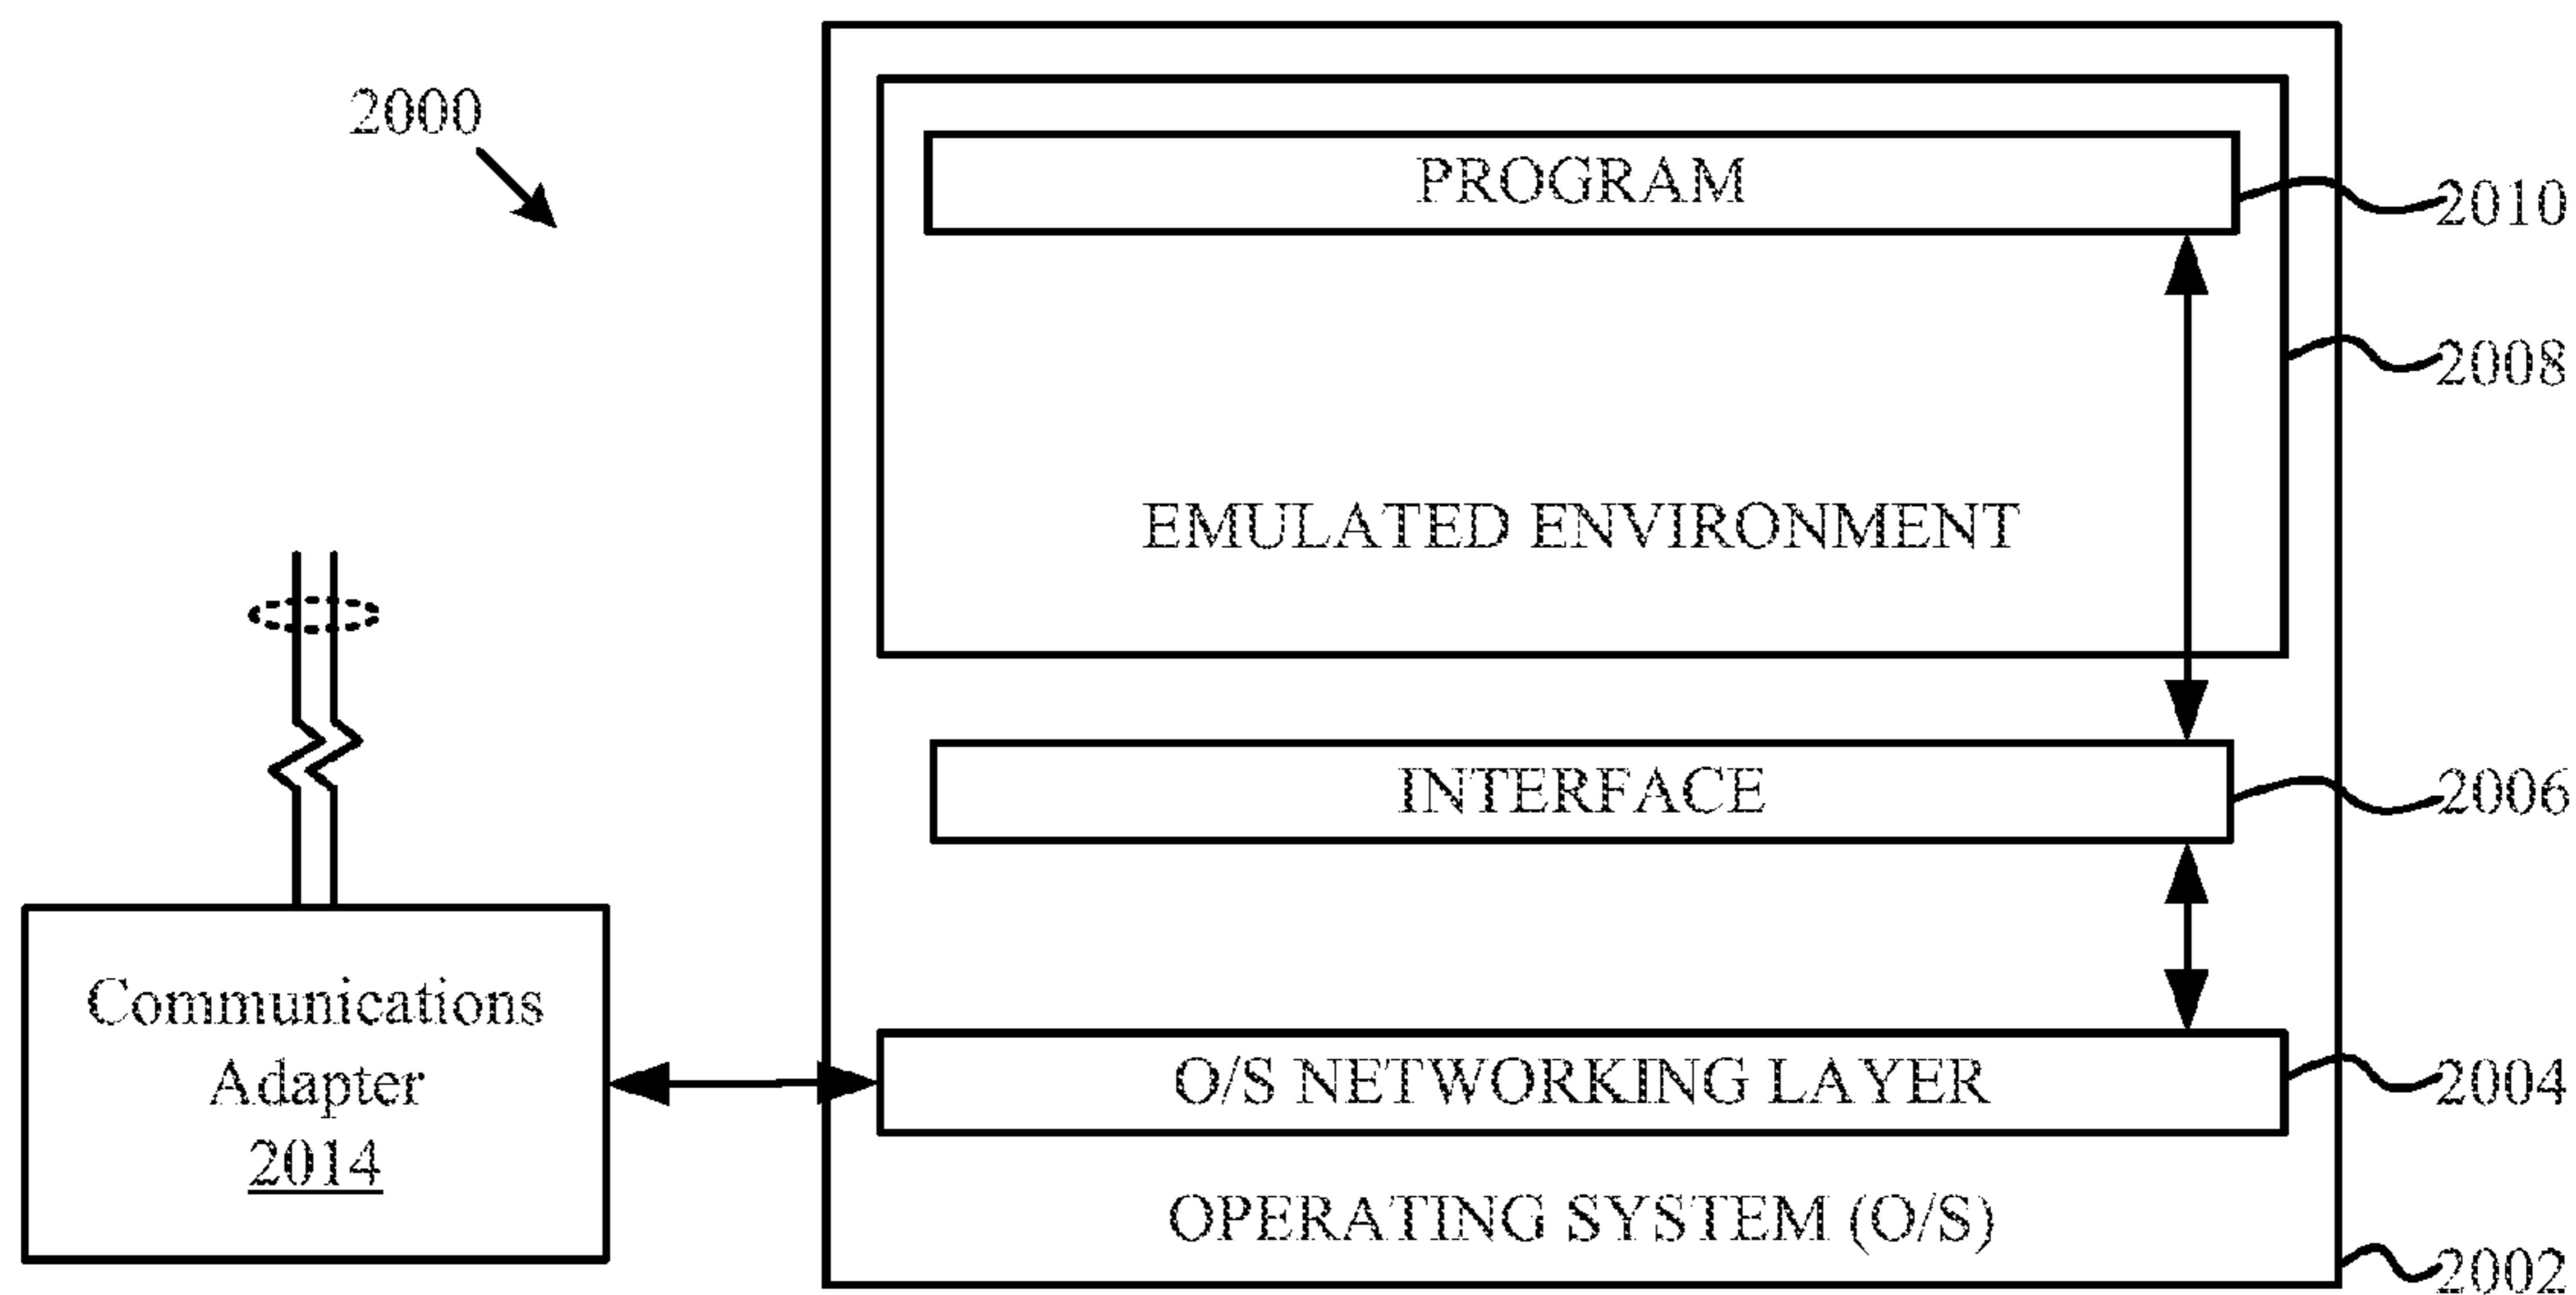 2000
PROGRAM
2010
2008
EMULATED ENVIRONMENT
INTERFACE
2006
Communications
Adapter
2014
O/S NETWORKING LAYER
2004
OPERATING SYSTEM (O/S)
2002